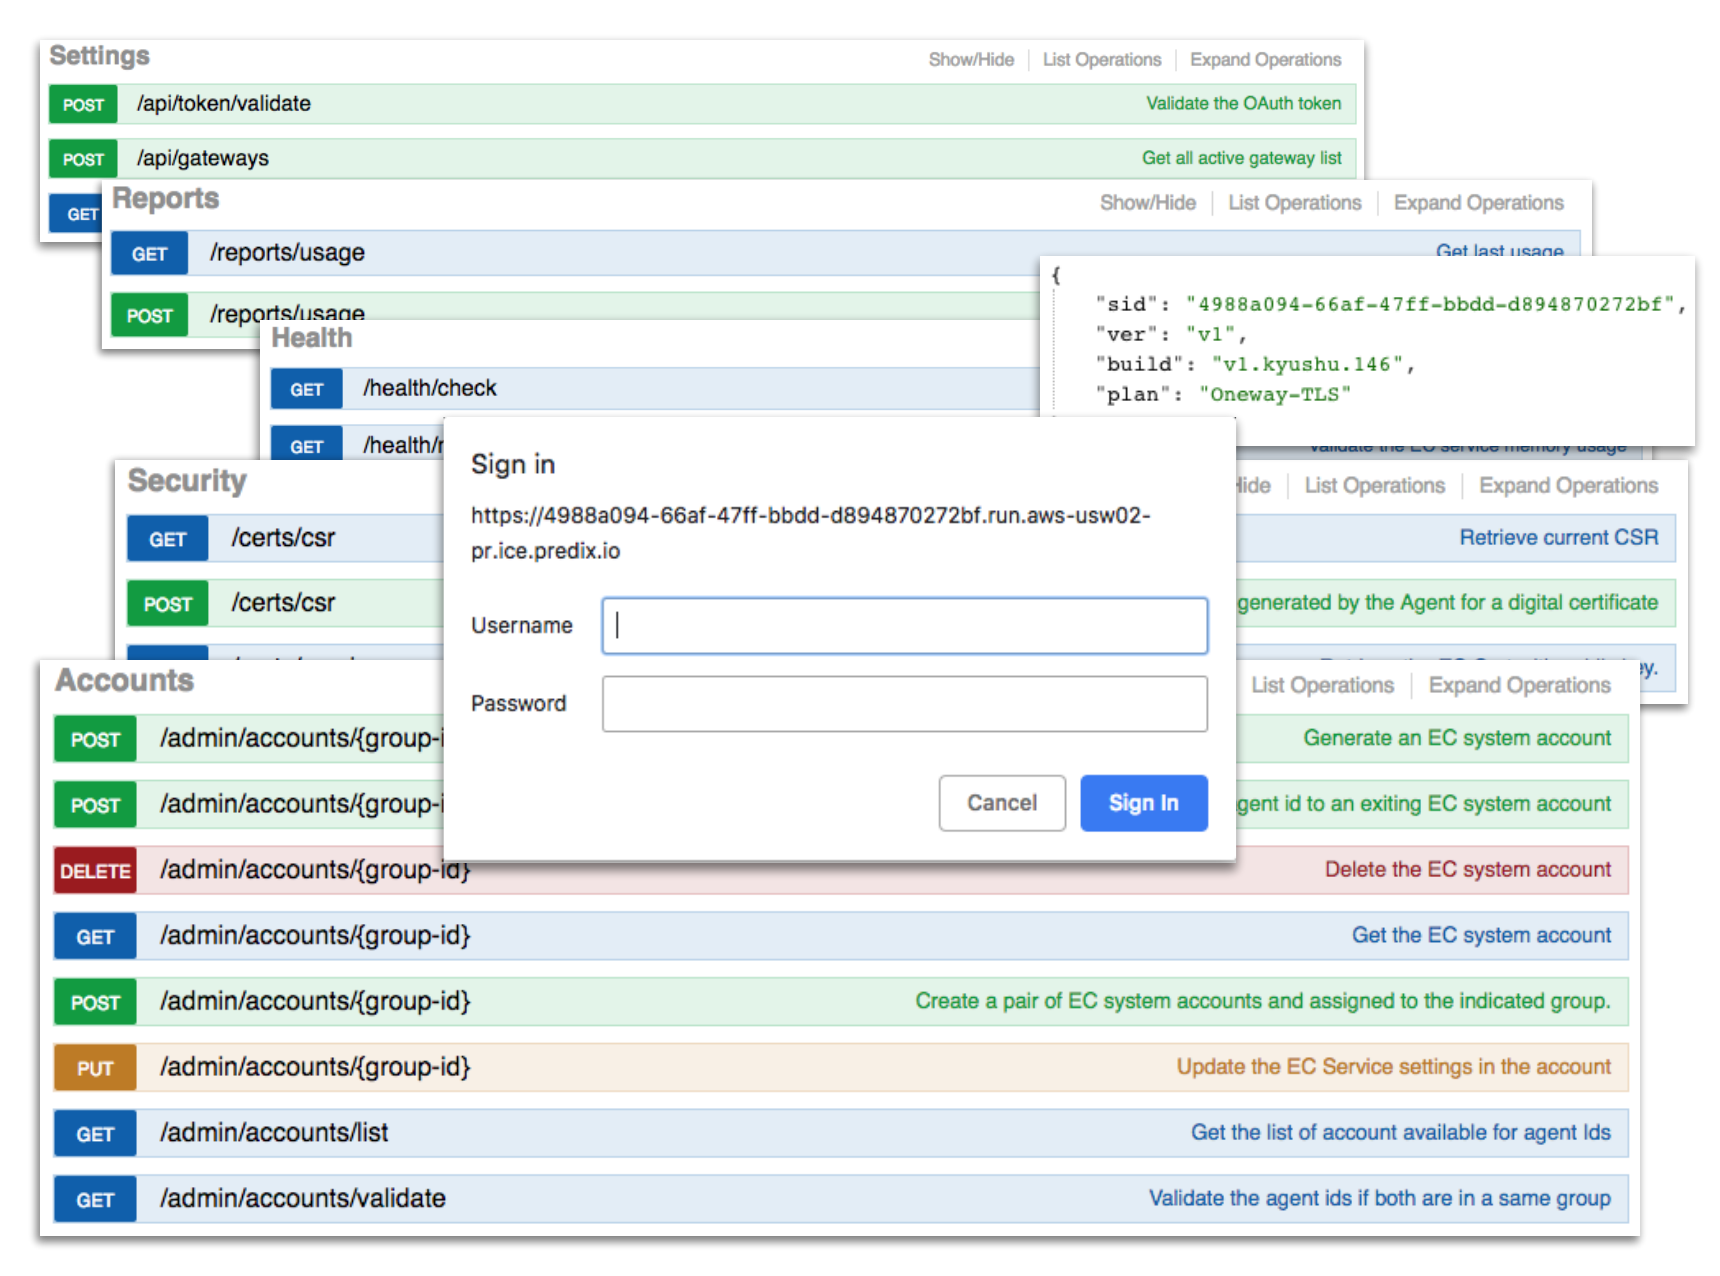 Settings
Show/Hide List Operations Expand Operations
POST /api/token/validate Validate the OAuth token
POST /api/gateways Get all active gateway list
GET
Reports
Show/Hide List Operations Expand Operations
GET /reports/usage Get last usage
POST /reports/usage
{
"sid": "4988a094-66af-47ff-bbdd-d894870272bf",
"ver": "v1",
"build": "v1.kyushu.146",
"plan": "Oneway-TLS"
Health
GET /health/check
GET /health/ Validate the EC service memory usage
Security
Hide List Operations Expand Operations
GET /certs/csr Retrieve current CSR
POST /certs/csr generated by the Agent for a digital certificate
Sign in
https://4988a094-66af-47ff-bbdd-d894870272bf.run.aws-usw02-
pr.ice.predix.io
Username
Password
Cancel Sign In
Accounts
List Operations Expand Operations
POST /admin/accounts/{group-i Generate an EC system account
POST /admin/accounts/{group-i gent id to an exiting EC system account
DELETE /admin/accounts/{group-id} Delete the EC system account
GET /admin/accounts/{group-id} Get the EC system account
POST /admin/accounts/{group-id} Create a pair of EC system accounts and assigned to the indicated group.
PUT /admin/accounts/{group-id} Update the EC Service settings in the account
GET /admin/accounts/list Get the list of account available for agent Ids
GET /admin/accounts/validate Validate the agent ids if both are in a same group